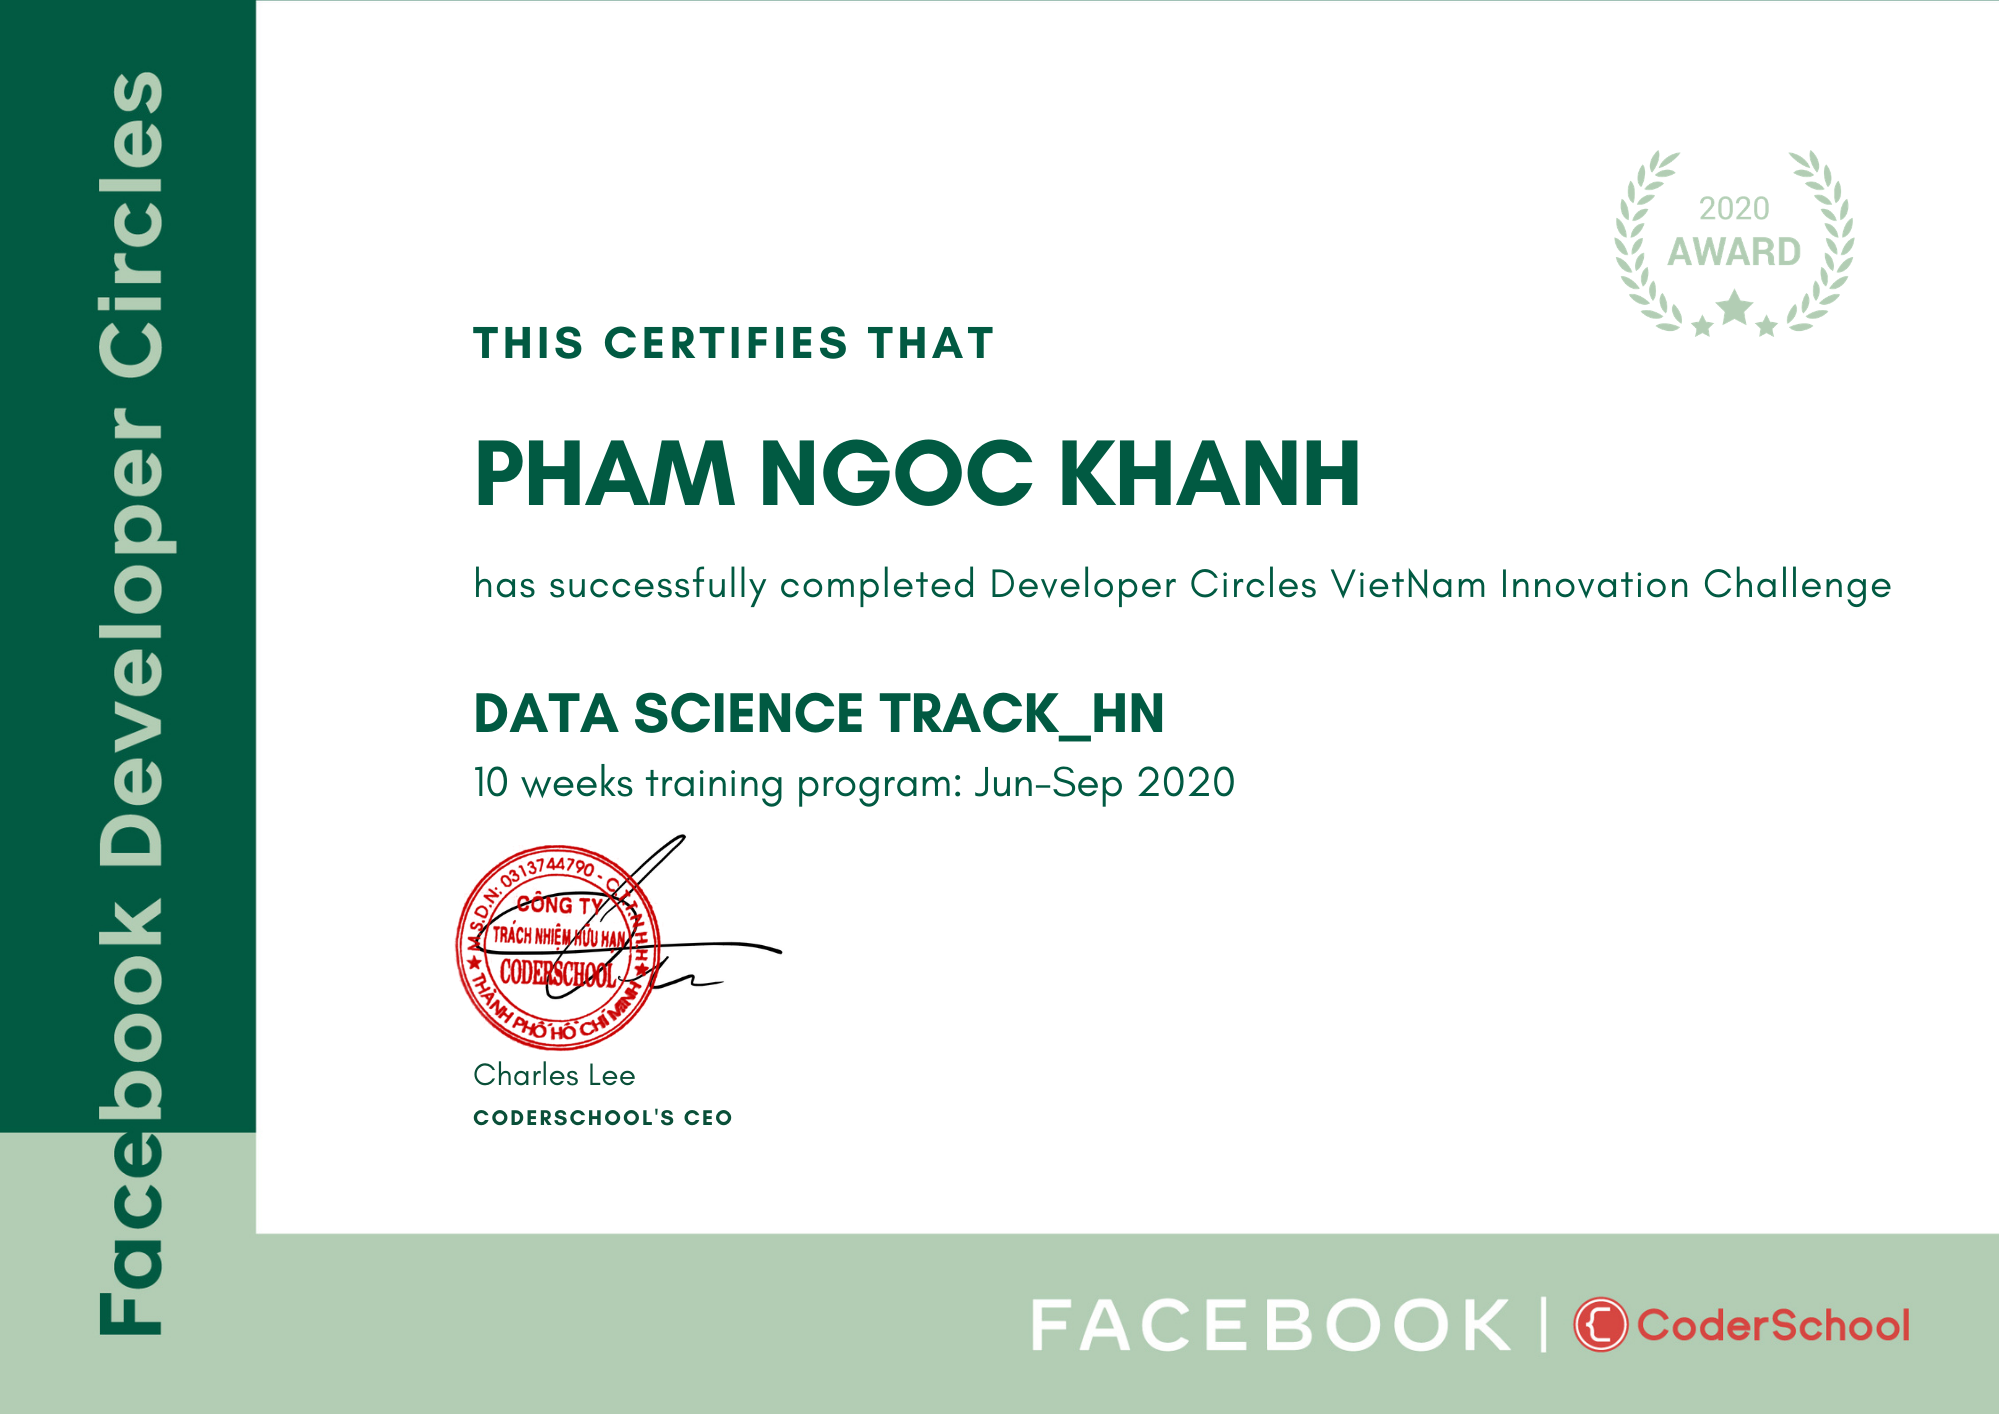 Facebook Developer Circles
2020
AWARD
THIS CERTIFIES THAT
PHAM NGOC KHANH
has successfully completed Developer Circles VietNam Innovation Challenge
DATA SCIENCE TRACK_HN
10 weeks training program: Jun-Sep 2020
M.S.D.N: 0313744790 - C.T.T.N.H.H
CÔNG TY
TRÁCH NHIỆM HỮU HẠN
CODERSCHOOL
THÀNH PHỐ HỒ CHÍ MINH
Charles Lee
CODERSCHOOL'S CEO
FACEBOOK | CoderSchool